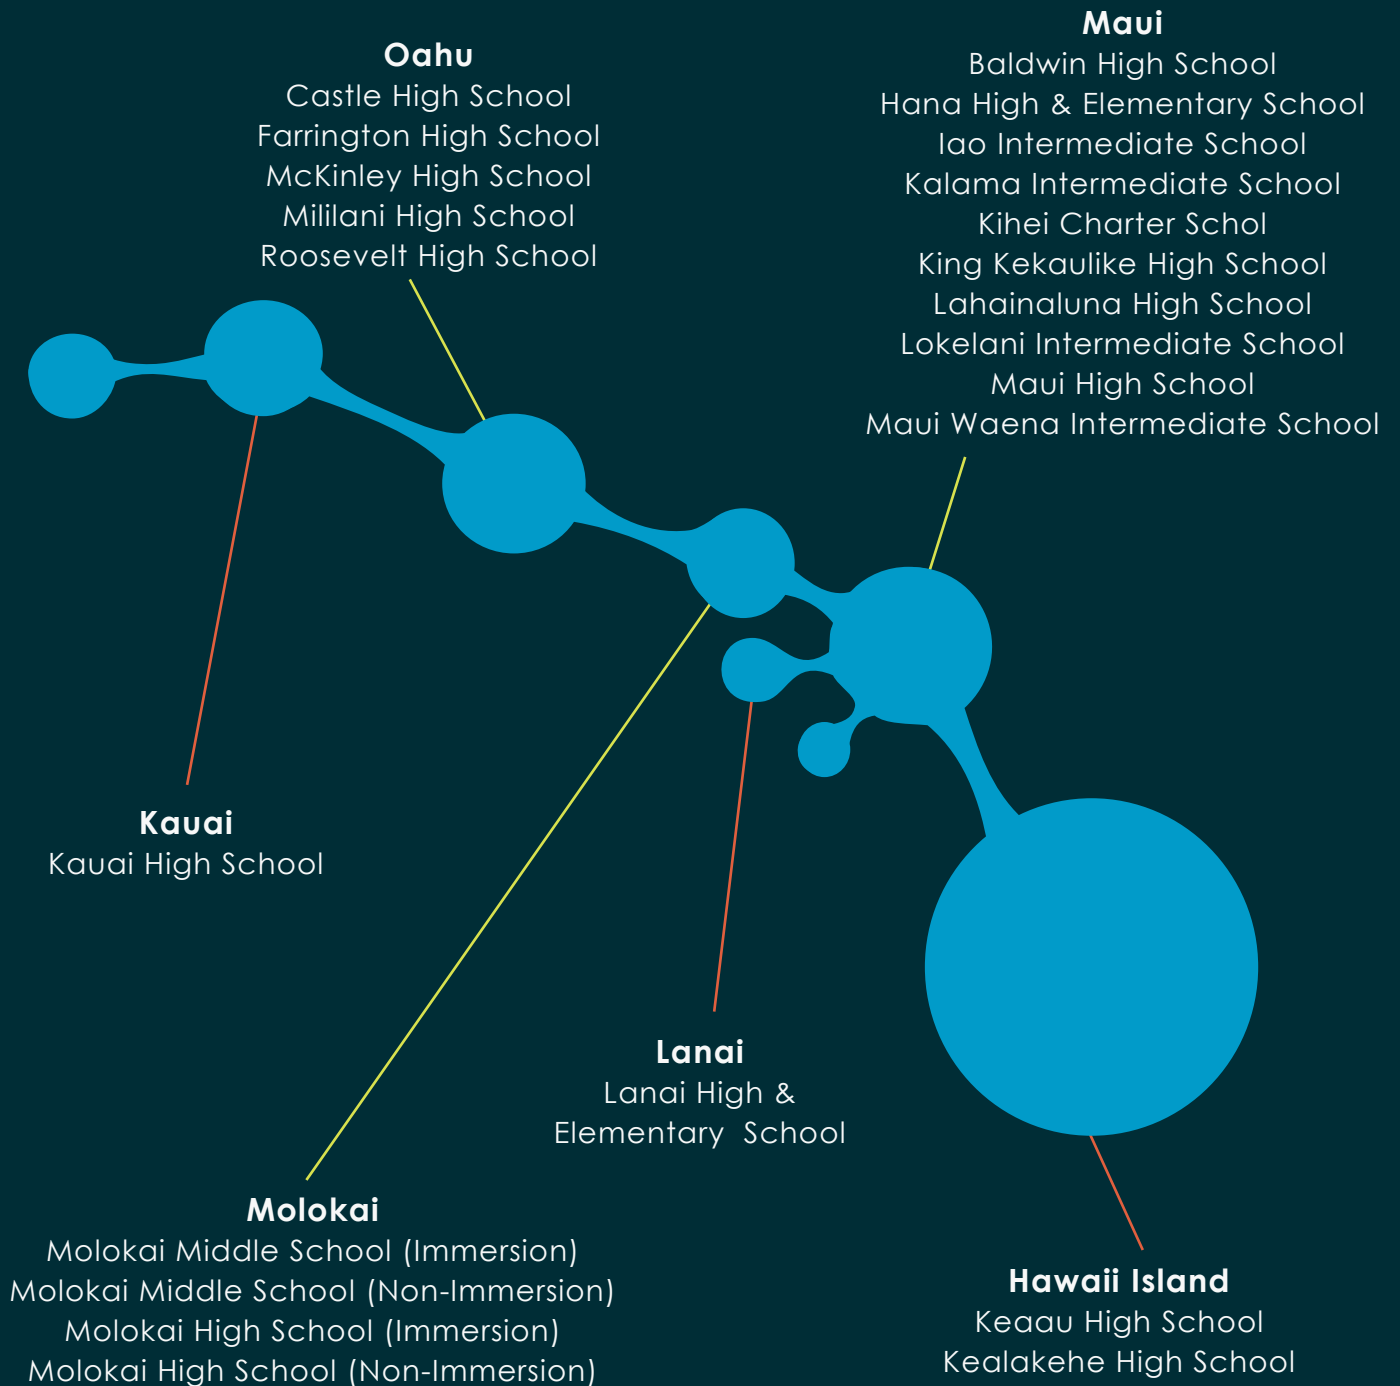 Oahu
Castle High School
Farrington High School
McKinley High School
Mililani High School
Roosevelt High School
Maui
Baldwin High School
Hana High & Elementary School
Iao Intermediate School
Kalama Intermediate School
Kihei Charter Schol
King Kekaulike High School
Lahainaluna High School
Lokelani Intermediate School
Maui High School
Maui Waena Intermediate School
Kauai
Kauai High School
Lanai
Lanai High &
Elementary School
Molokai
Molokai Middle School (Immersion)
Molokai Middle School (Non-Immersion)
Molokai High School (Immersion)
Molokai High School (Non-Immersion)
Hawaii Island
Keaau High School
Kealakehe High School